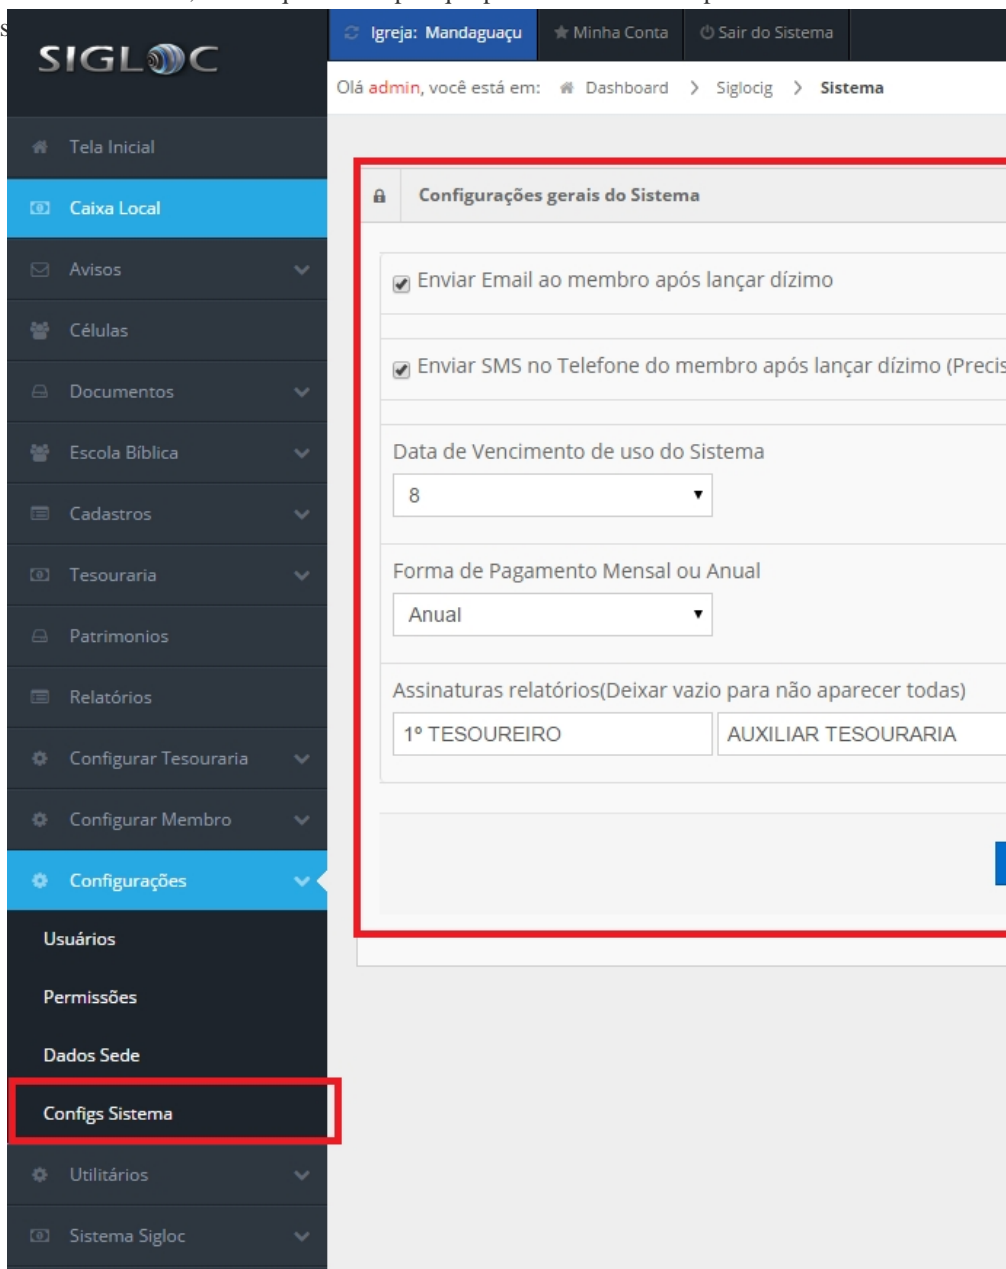 SIGLOC
Igreja: Mandaguaçu
Minha Conta
Sair do Sistema
Olá admin, você está em: Dashboard > Siglocig > Sistema
Tela Inicial
Caixa Local
Avisos
Células
Documentos
Escola Bíblica
Cadastros
Tesouraria
Patrimonios
Relatórios
Configurar Tesouraria
Configurar Membro
Configurações
Usuários
Permissões
Dados Sede
Configs Sistema
Utilitários
Sistema Sigloc
Configurações gerais do Sistema
Enviar Email ao membro após lançar dízimo
Enviar SMS no Telefone do membro após lançar dízimo (Precis
Data de Vencimento de uso do Sistema
8
Forma de Pagamento Mensal ou Anual
Anual
Assinaturas relatórios(Deixar vazio para não aparecer todas)
1º TESOUREIRO
AUXILIAR TESOURARIA